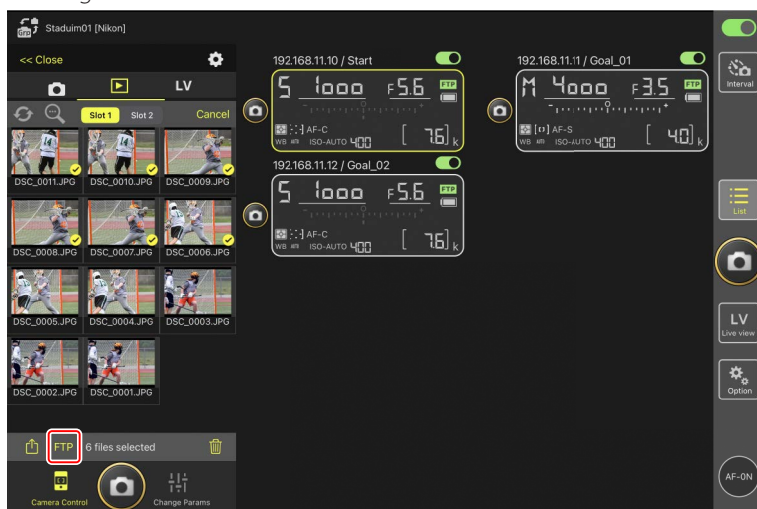 Grp Staduim01 [Nikon]
<< Close
LV
Slot 1 Slot 2 Cancel
DSC_0011.JPG DSC_0010.JPG DSC_0009.JPG
DSC_0008.JPG DSC_0007.JPG DSC_0006.JPG
DSC_0005.JPG DSC_0004.JPG DSC_0003.JPG
DSC_0002.JPG DSC_0001.JPG
FTP 6 files selected
Camera Control Change Params
192.168.11.10 / Start
S 1000 F5.6 FTP
AF-C
WB ISO-AUTO 400 [ 7.6] k
192.168.11.11 / Goal_01
M 4000 F3.5 FTP
AF-S
WB ISO-AUTO 400 [ 4.0] k
192.168.11.12 / Goal_02
S 1000 F5.6 FTP
AF-C
WB ISO-AUTO 400 [ 7.6] k
Interval
List
LV
Live view
Option
AF-ON